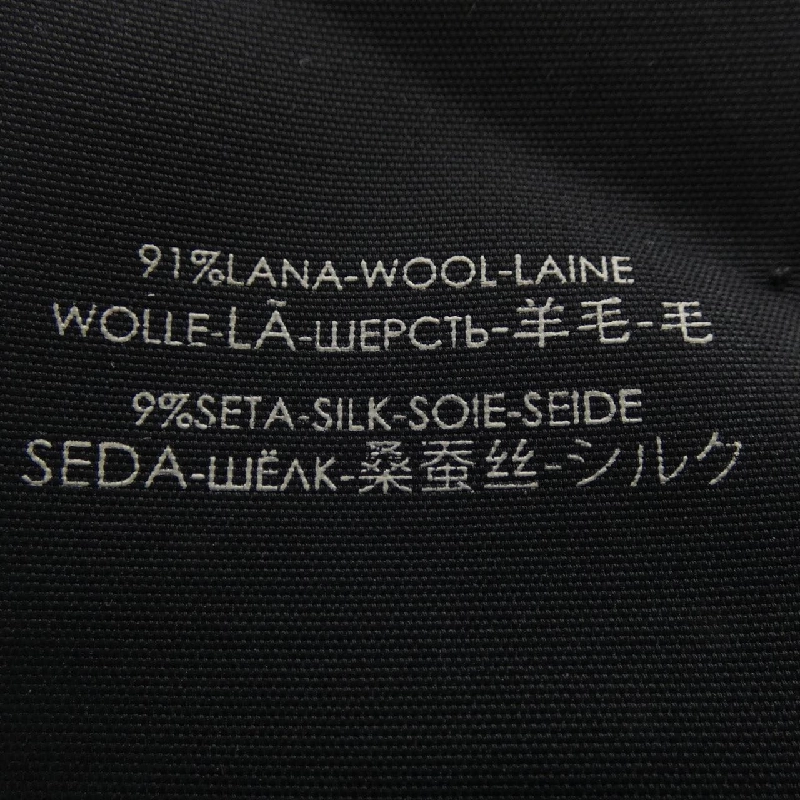 91%LANA-WOOL-LAINE
WOLLE-LÃ-ШЕРСТЬ-羊毛-毛
9%SETA-SILK-SOIE-SEIDE
SEDA-ШЁЛК-桑蚕丝-シルク